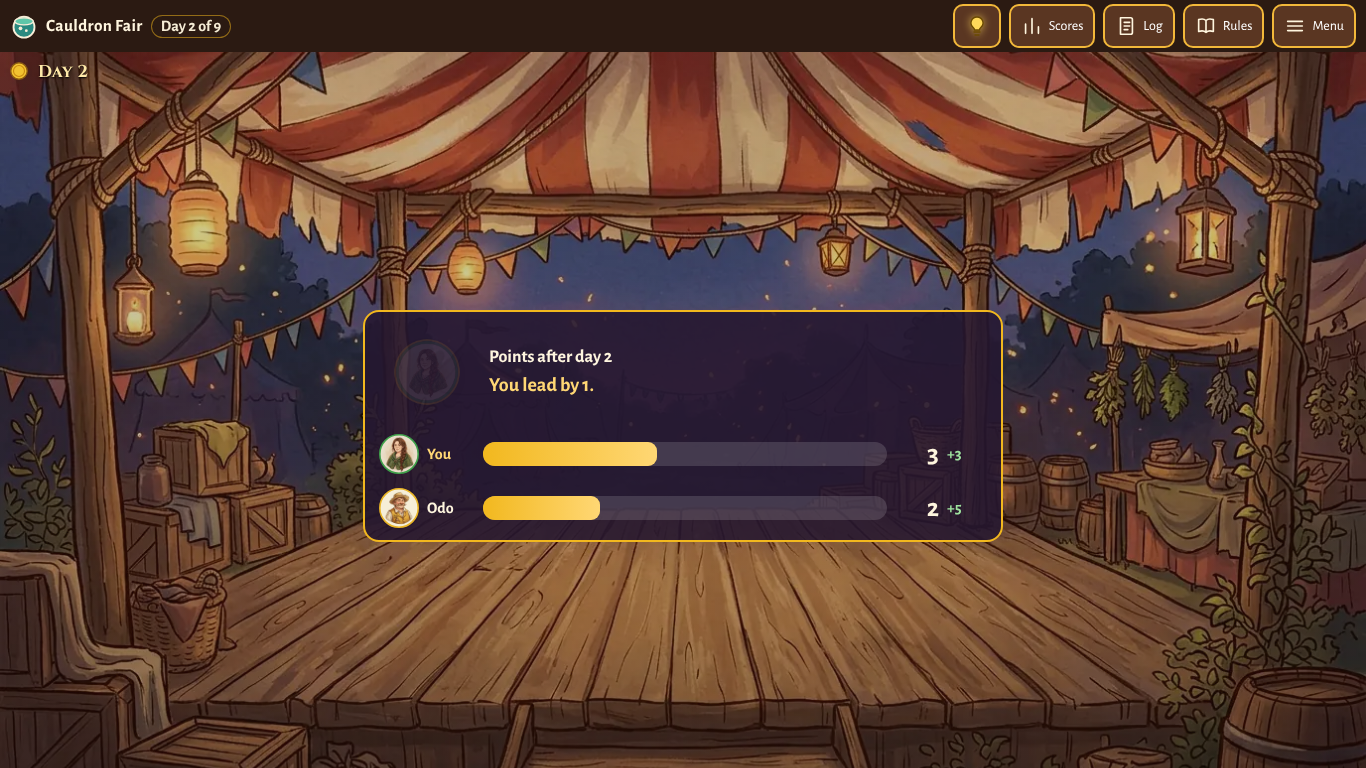 Cauldron Fair Day 2 of 9 Scores Log Rules Menu
Day 2
Points after day 2
You lead by 1.
You 3 +3
Odo 2 +5